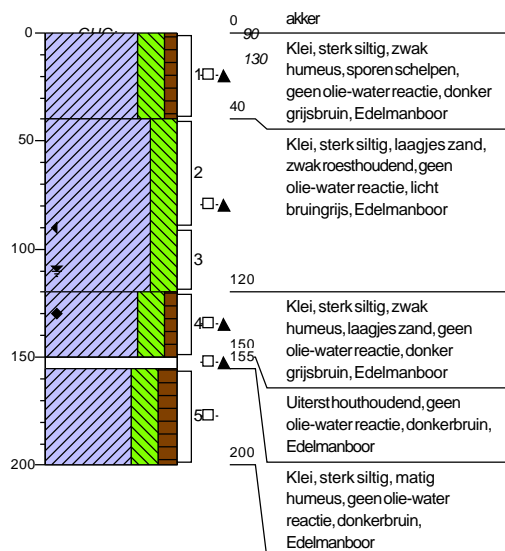 0
50
100
150
200
GHG:
90
130
1
2
3
4
5
0
akker
Klei, sterk siltig, zwak
humeus, sporen schelpen,
geen olie-water reactie, donker
grijsbruin, Edelmanboor
40
Klei, sterk siltig, laagjes zand,
zwak roesthoudend, geen
olie-water reactie, licht
bruingrijs, Edelmanboor
120
Klei, sterk siltig, zwak
humeus, laagjes zand, geen
olie-water reactie, donker
grijsbruin, Edelmanboor
150
155
Uiterst houthoudend, geen
olie-water reactie, donkerbruin,
Edelmanboor
200
Klei, sterk siltig, matig
humeus, geen olie-water
reactie, donkerbruin,
Edelmanboor